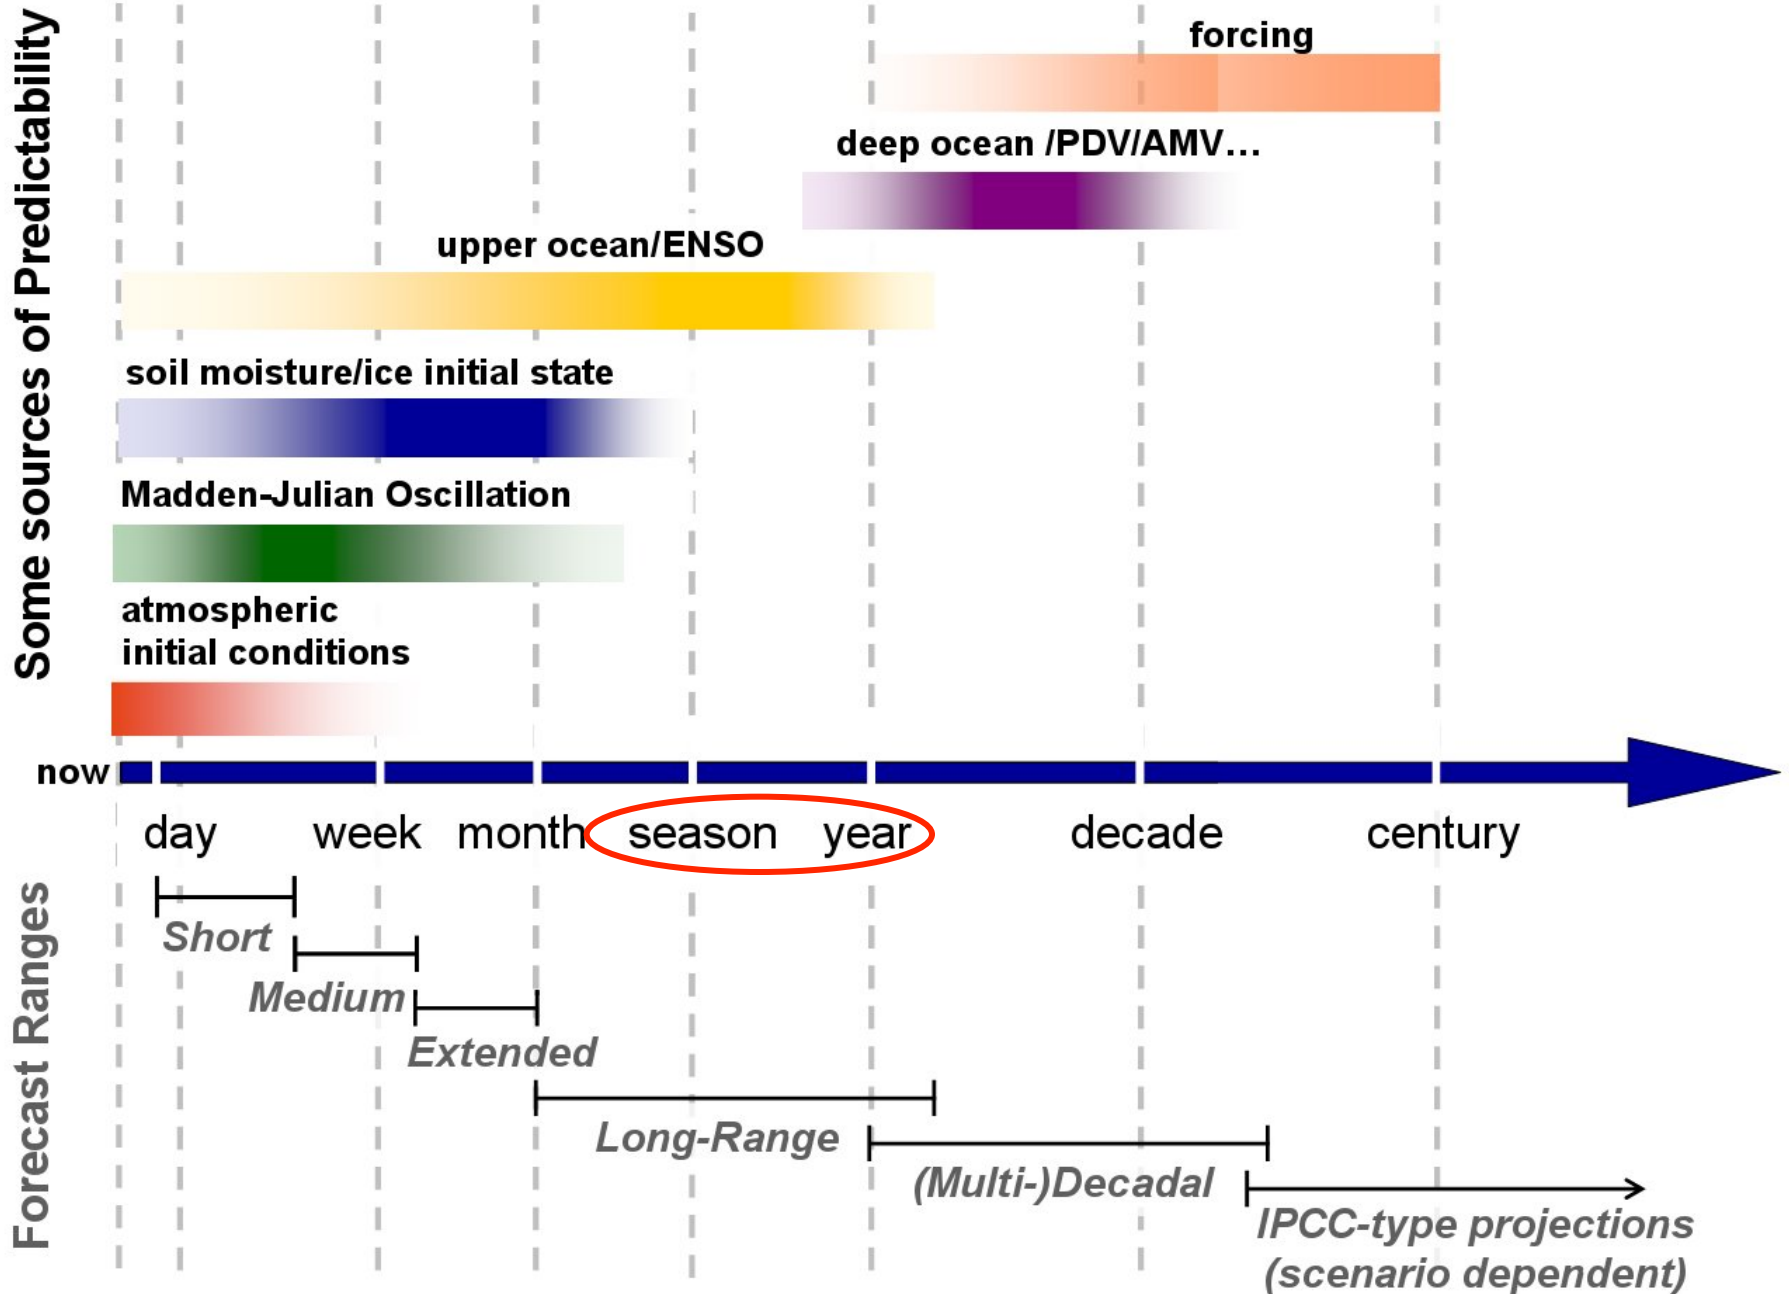 Some sources of Predictability
forcing
deep ocean /PDV/AMV…
upper ocean/ENSO
soil moisture/ice initial state
Madden-Julian Oscillation
atmospheric
initial conditions
now
day week month season year decade century
Forecast Ranges
Short
Medium
Extended
Long-Range
(Multi-)Decadal
IPCC-type projections
(scenario dependent)